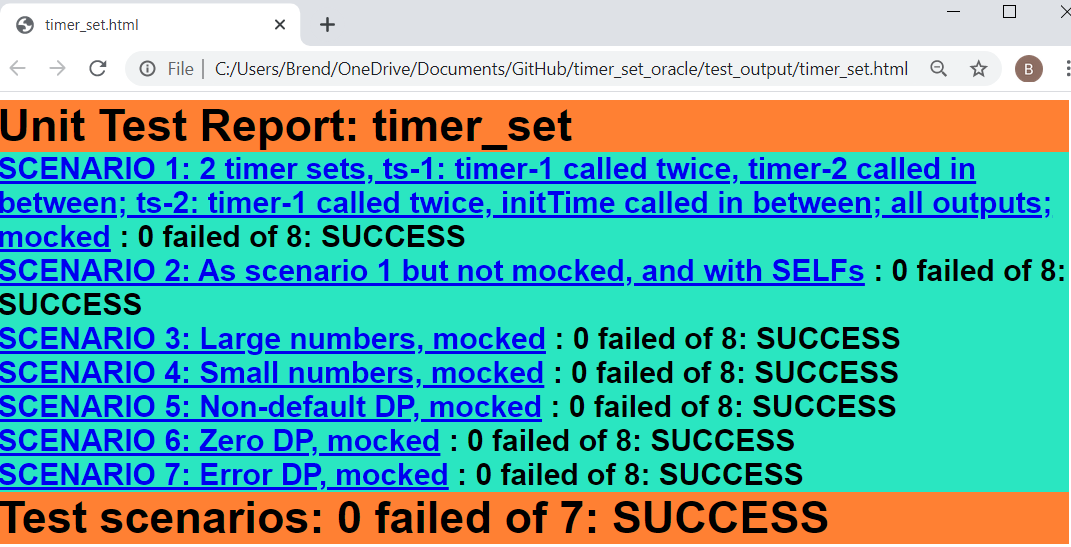 timer_set.html
File | C:/Users/Brend/OneDrive/Documents/GitHub/timer_set_oracle/test_output/timer_set.html B
Unit Test Report: timer_set
SCENARIO 1: 2 timer sets, ts-1: timer-1 called twice, timer-2 called in
between; ts-2: timer-1 called twice, initTime called in between; all outputs;
mocked : 0 failed of 8: SUCCESS
SCENARIO 2: As scenario 1 but not mocked, and with SELFs : 0 failed of 8:
SUCCESS
SCENARIO 3: Large numbers, mocked : 0 failed of 8: SUCCESS
SCENARIO 4: Small numbers, mocked : 0 failed of 8: SUCCESS
SCENARIO 5: Non-default DP, mocked : 0 failed of 8: SUCCESS
SCENARIO 6: Zero DP, mocked : 0 failed of 8: SUCCESS
SCENARIO 7: Error DP, mocked : 0 failed of 8: SUCCESS
Test scenarios: 0 failed of 7: SUCCESS